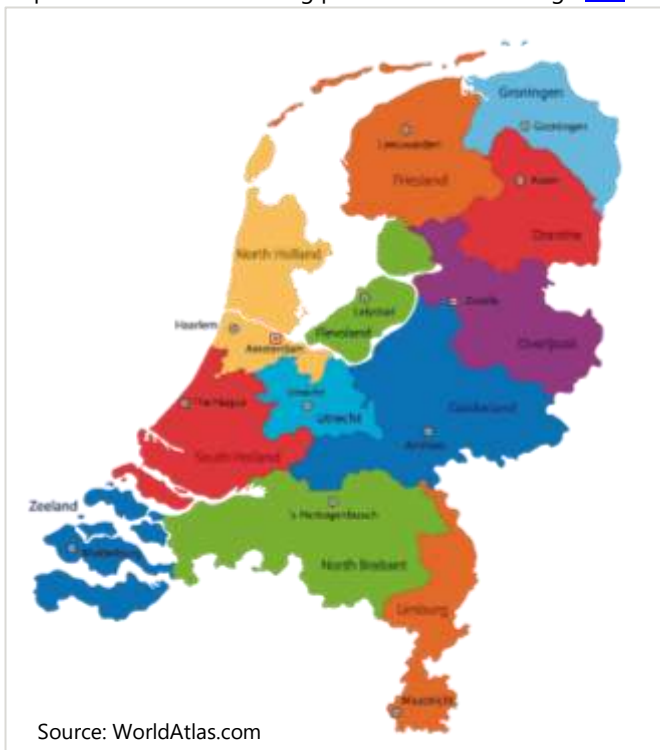 Groningen
Groningen
Leeuwarden
Friesland
Assen
Drenthe
North Holland
Lelystad
Flevoland
Zwolle
Overijssel
Haarlem
Amsterdam
Utrecht
Utrecht
The Hague
Gelderland
Arnhem
South Holland
Zeeland
's-Hertogenbosch
Middelburg
North Brabant
Limburg
Maastricht
Source: WorldAtlas.com